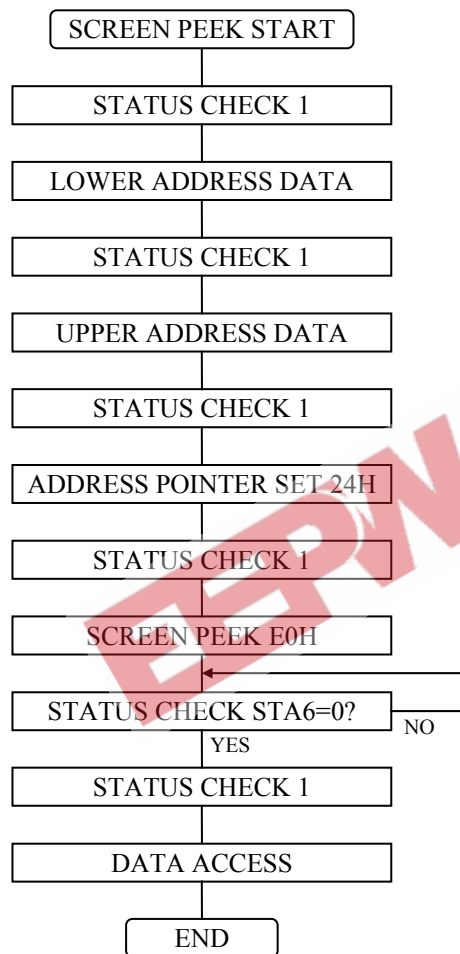 SCREEN PEEK START
STATUS CHECK 1
LOWER ADDRESS DATA
STATUS CHECK 1
UPPER ADDRESS DATA
STATUS CHECK 1
ADDRESS POINTER SET 24H
STATUS CHECK 1
SCREEN PEEK E0H
STATUS CHECK STA6=0?
NO
YES
STATUS CHECK 1
DATA ACCESS
END
EEPW